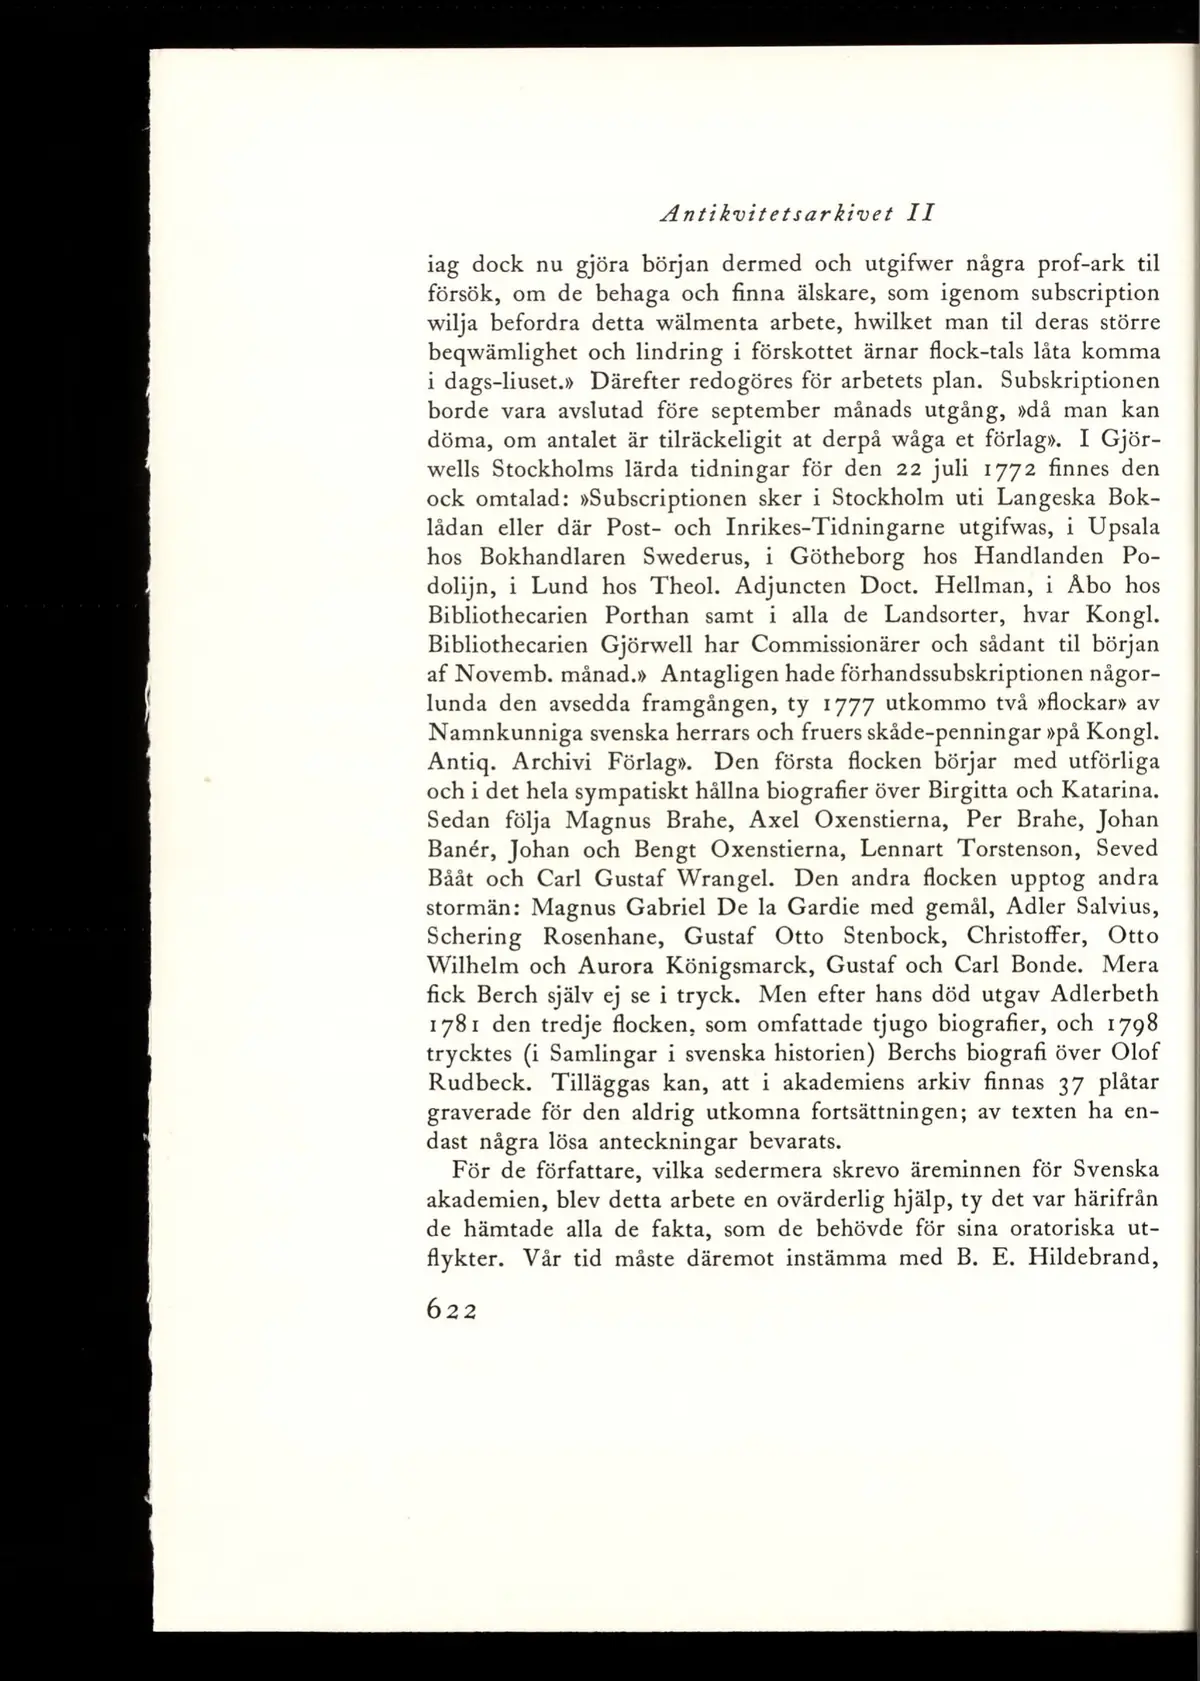 Antikvitetsarkivet II
iag dock nu gjöra början dermed och utgifwer några prof-ark til
försök, om de behaga och finna älskare, som igenom subscription
wilja befordra detta wälmenta arbete, hwilket man til deras större
beqwämlighet och lindring i förskottet ärnar flock-tals låta komma
i dags-liuset.» Därefter redogöres för arbetets plan. Subskriptionen
borde vara avslutad före september månads utgång, »då man kan
döma, om antalet är tilräckeligit at derpå wåga et förlag». I Gjör-
wells Stockholms lärda tidningar för den 22 juli 1772 finnes den
ock omtalad: »Subscriptionen sker i Stockholm uti Langeska Bok-
lådan eller där Post- och Inrikes-Tidningarne utgifwas, i Upsala
hos Bokhandlaren Swederus, i Götheborg hos Handlanden Po-
dolijn, i Lund hos Theol. Adjuncten Doct. Hellman, i Åbo hos
Bibliothecarien Porthan samt i alla de Landsorter, hvar Kongl.
Bibliothecarien Gjörwell har Commissionärer och sådant til början
af Novemb. månad.» Antagligen hade förhandssubskriptionen någor-
lunda den avsedda framgången, ty 1777 utkommo två »flockar» av
Namnkunniga svenska herrars och fruers skåde-penningar »på Kongl.
Antiq. Archivi Förlag». Den första flocken börjar med utförliga
och i det hela sympatiskt hållna biografier över Birgitta och Katarina.
Sedan följa Magnus Brahe, Axel Oxenstierna, Per Brahe, Johan
Banér, Johan och Bengt Oxenstierna, Lennart Torstenson, Seved
Bååt och Carl Gustaf Wrangel. Den andra flocken upptog andra
stormän: Magnus Gabriel De la Gardie med gemål, Adler Salvius,
Schering Rosenhane, Gustaf Otto Stenbock, Christoffer, Otto
Wilhelm och Aurora Königsmarck, Gustaf och Carl Bonde. Mera
fick Berch själv ej se i tryck. Men efter hans död utgav Adlerbeth
1781 den tredje flocken, som omfattade tjugo biografier, och 1798
trycktes (i Samlingar i svenska historien) Berchs biografi över Olof
Rudbeck. Tilläggas kan, att i akademiens arkiv finnas 37 plåtar
graverade för den aldrig utkomna fortsättningen; av texten ha en-
dast några lösa anteckningar bevarats.
För de författare, vilka sedermera skrevo äreminnen för Svenska
akademien, blev detta arbete en ovärderlig hjälp, ty det var härifrån
de hämtade alla de fakta, som de behövde för sina oratoriska ut-
flykter. Vår tid måste däremot instämma med B. E. Hildebrand,
622